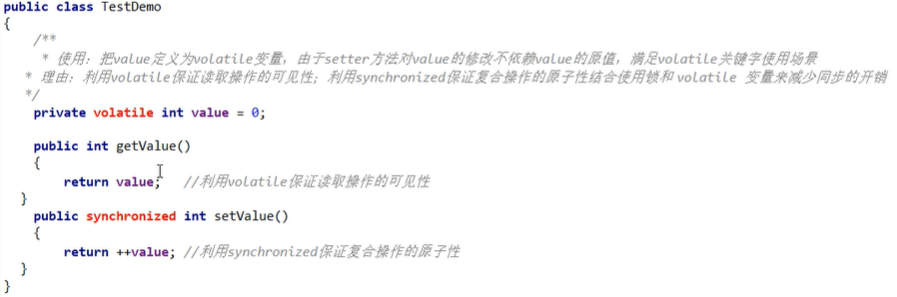 public class TestDemo
{
/**
* 使用：把value定义为volatile变量，由于setter方法对value的修改不依赖value的原值，满足volatile关键字使用场景
* 理由：利用volatile保证读取操作的可见性；利用synchronized保证复合操作的原子性结合使用锁和 volatile 变量来减少同步的开销
*/
private volatile int value = 0;
public int getValue()
{
return value; //利用volatile保证读取操作的可见性
}
public synchronized int setValue()
{
return ++value; //利用synchronized保证复合操作的原子性
}
}